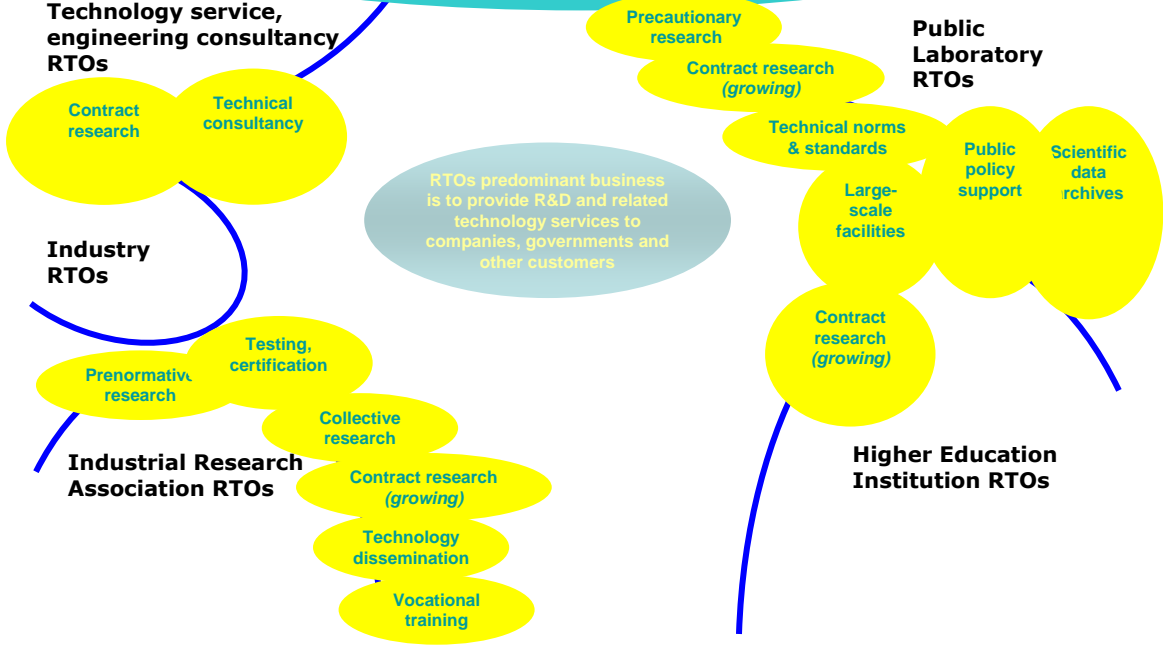 Technology service,
engineering consultancy
RTOs
Contract
research
Technical
consultancy
Precautionary
research
Contract research
(growing)
Technical norms
& standards
Public
Laboratory
RTOs
Public
policy
support
Scientific
data
rchives
Large-
scale
facilities
RTOs predominant business
is to provide R&D and related
technology services to
companies, governments and
other customers
Industry
RTOs
Contract
research
(growing)
Testing,
certification
Prenormative
research
Collective
research
Industrial Research
Association RTOs
Contract research
(growing)
Technology
dissemination
Vocational
training
Higher Education
Institution RTOs